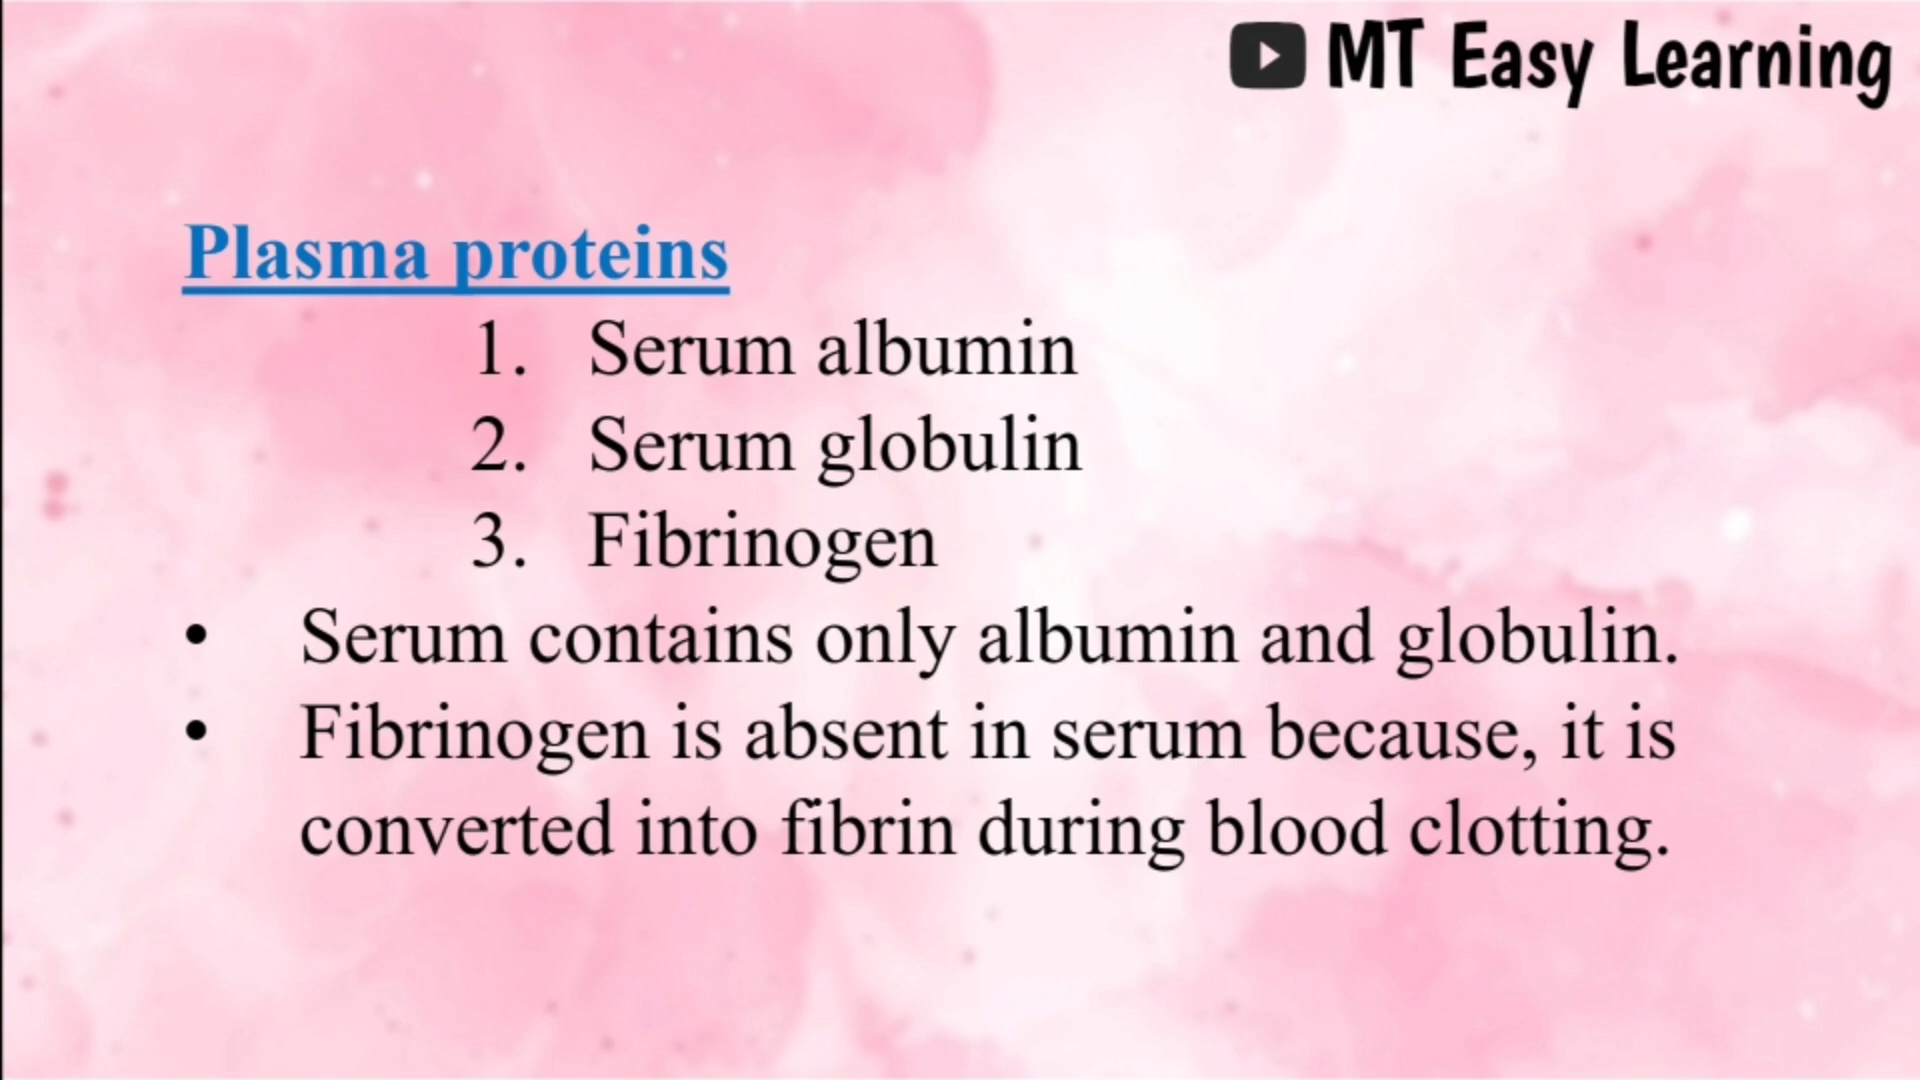 MT Easy Learning
Plasma proteins
1. Serum albumin
2. Serum globulin
3. Fibrinogen
• Serum contains only albumin and globulin.
• Fibrinogen is absent in serum because, it is
converted into fibrin during blood clotting.